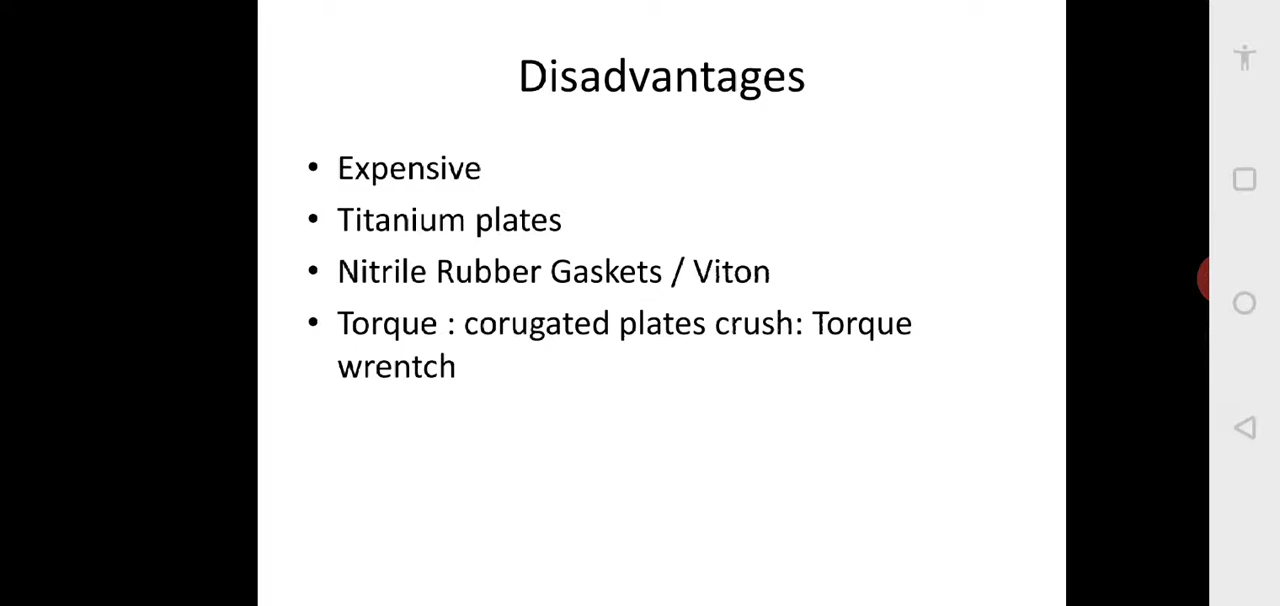 Disadvantages
• Expensive
• Titanium plates
• Nitrile Rubber Gaskets / Viton
• Torque : corugated plates crush: Torque
wrentch